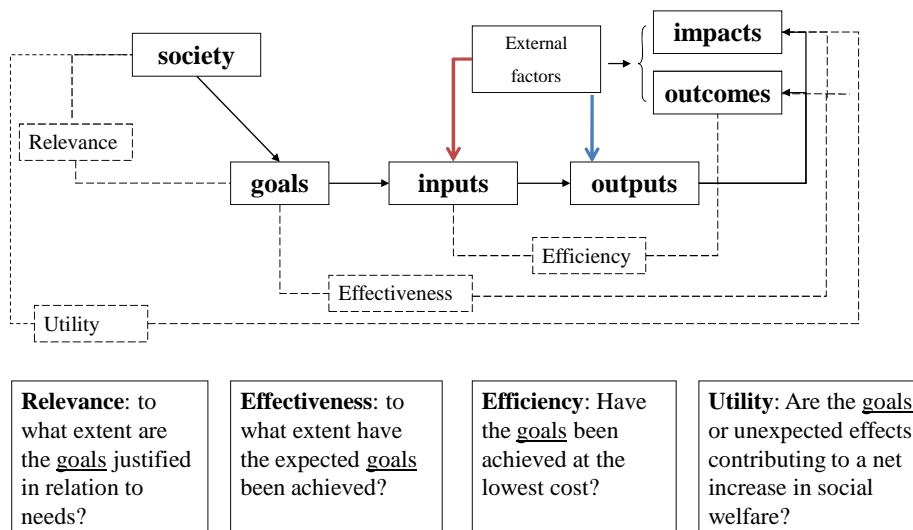 External
factors
impacts
society
outcomes
Relevance
goals
inputs
outputs
Efficiency
Effectiveness
Utility
Relevance: to
what extent are
the goals justified
in relation to
needs?
Effectiveness: to
what extent have
the expected goals
been achieved?
Efficiency: Have
the goals been
achieved at the
lowest cost?
Utility: Are the goals
or unexpected effects
contributing to a net
increase in social
welfare?